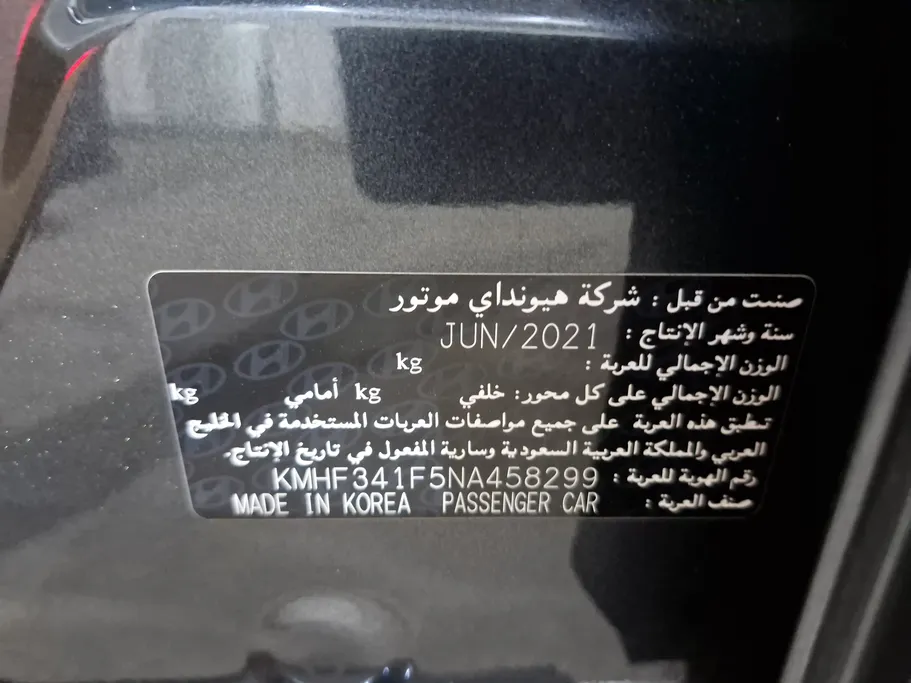 صنعت من قبل : شركة هيونداي موتور
سنة وشهر الإنتاج : JUN/2021
الوزن الإجمالي للعربة : kg
الوزن الإجمالي على كل محور: خلفي kg أمامي kg
تطبق هذه العربة على جميع مواصفات العربات المستخدمة في الخليج
العربي والمملكة العربية السعودية وسارية المفعول في تاريخ الإنتاج.
رقم الهوية للعربة : KMHF341F5NA458299
صنف العربة : MADE IN KOREA PASSENGER CAR